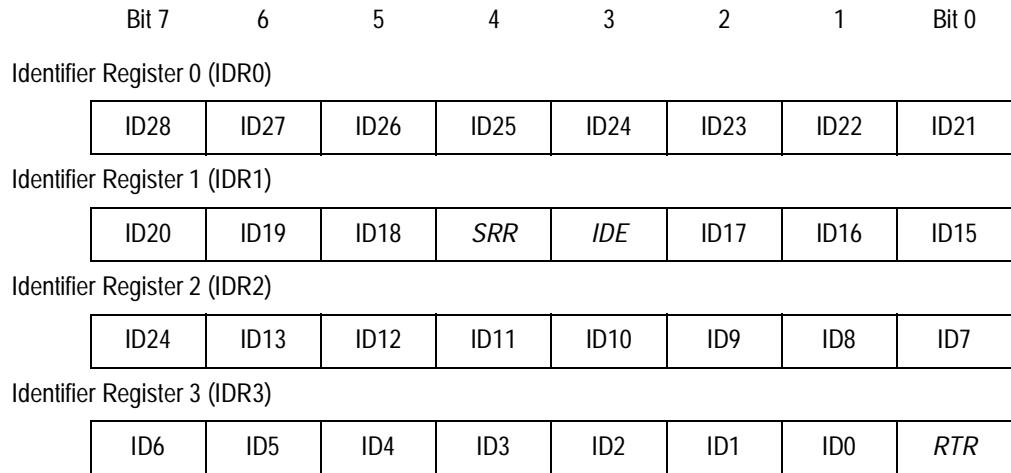 Bit 7 6 5 4 3 2 1 Bit 0
Identifier Register 0 (IDR0)
ID28 ID27 ID26 ID25 ID24 ID23 ID22 ID21
Identifier Register 1 (IDR1)
ID20 ID19 ID18 SRR IDE ID17 ID16 ID15
Identifier Register 2 (IDR2)
ID24 ID13 ID12 ID11 ID10 ID9 ID8 ID7
Identifier Register 3 (IDR3)
ID6 ID5 ID4 ID3 ID2 ID1 ID0 RTR